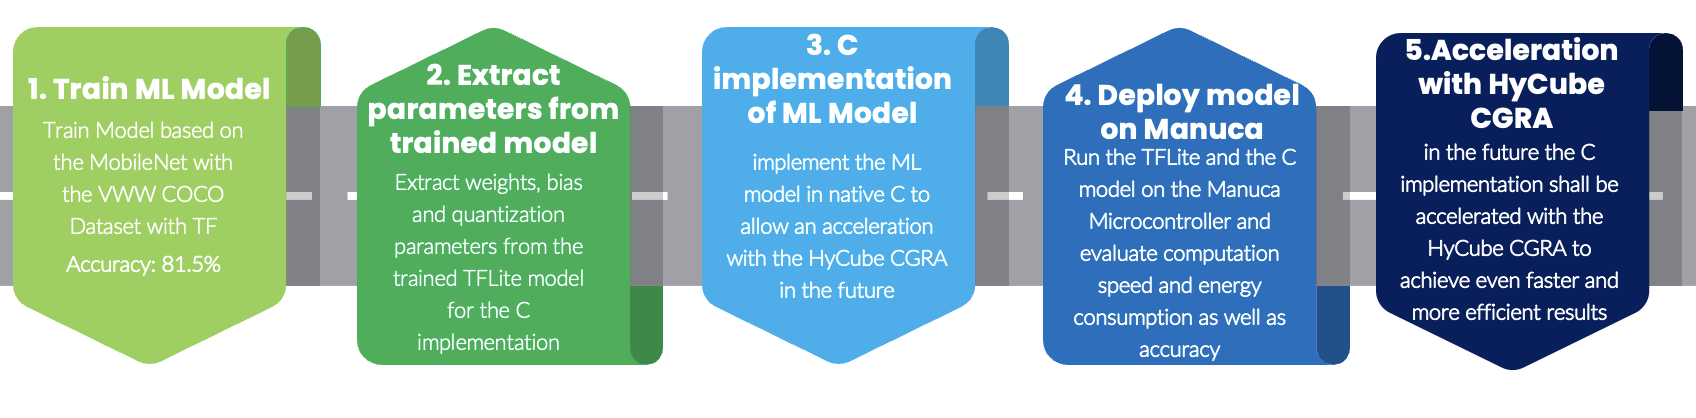 1. Train ML Model
Train Model based on
the MobileNet with
the VWW COCO
Dataset with TF
Accuracy: 81.5%
2. Extract
parameters from
trained model
Extract weights, bias
and quantization
parameters from the
trained TFLite model
for the C
implementation
3. C
implementation
of ML Model
implement the ML
model in native C to
allow an acceleration
with the HyCube CGRA
in the future
4. Deploy model
on Manuca
Run the TFLite and the C
model on the Manuca
Microcontroller and
evaluate computation
speed and energy
consumption as well as
accuracy
5.Acceleration
with HyCube
CGRA
in the future the C
implementation shall be
accelerated with the
HyCube CGRA to
achieve even faster and
more efficient results